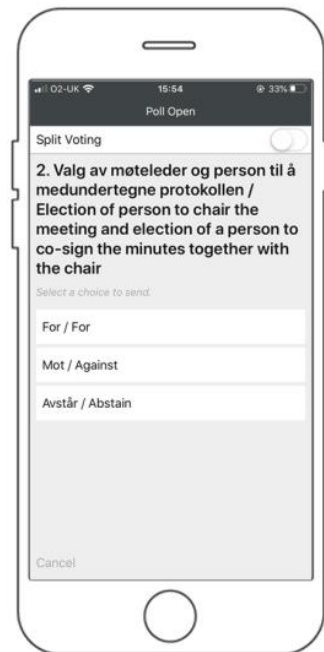 O2-UK 15:54 33%
Poll Open
Split Voting
2. Valg av møteleder og person til å
medundertegne protokollen /
Election of person to chair the
meeting and election of a person to
co-sign the minutes together with
the chair
Select a choice to send.
For / For
Mot / Against
Avstår / Abstain
Cancel